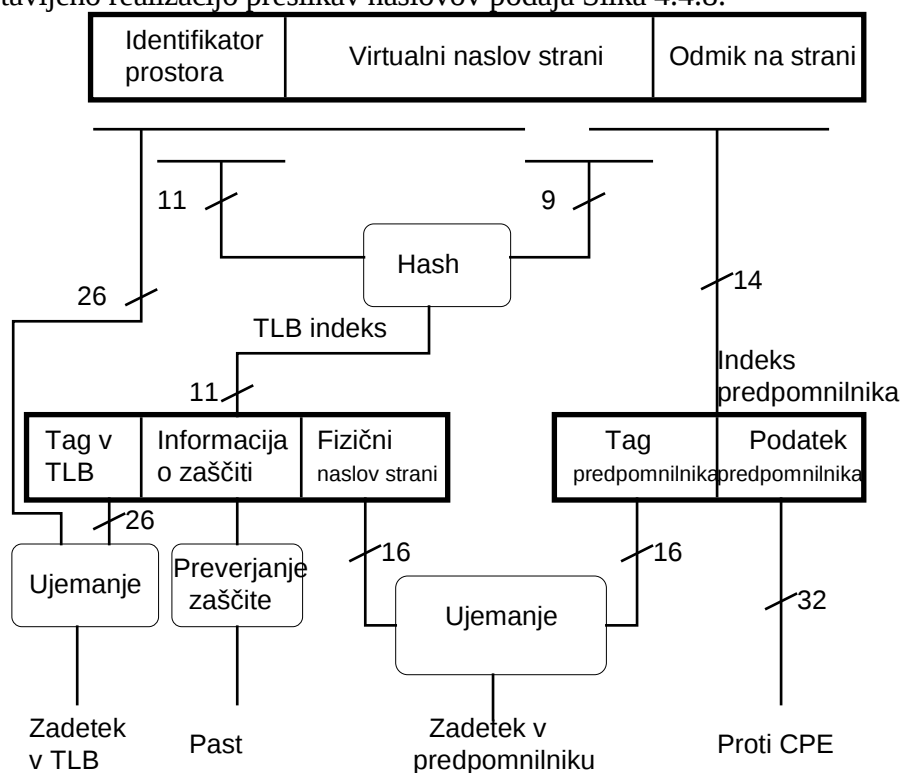 tavljeno realizacijo preslikav naslovov podaja Slika 4.4.8.
Identifikator
prostora
Virtualni naslov strani
Odmik na strani
11
9
Hash
26
14
TLB indeks
Indeks
predpomnilnika
11
Tag v
TLB
Informacija
o zaščiti
Fizični
naslov strani
Tag
predpomnilnika
Podatek
predpomnilnika
26
16
16
32
Ujemanje
Preverjanje
zaščite
Ujemanje
Zadetek
v TLB
Past
Zadetek v
predpomnilniku
Proti CPE